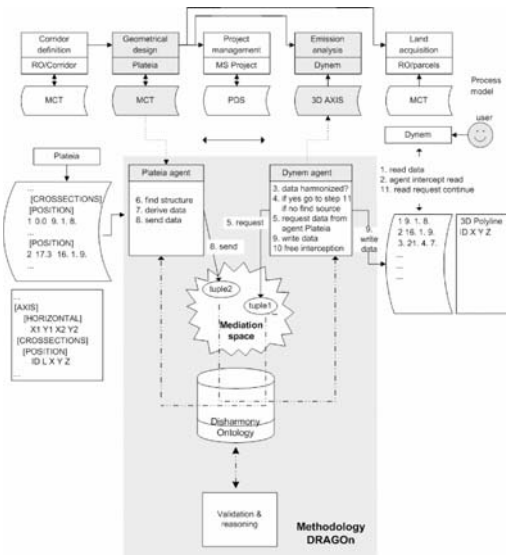 Corridor definition
RO/Corridor
Geometrical design
Plateia
Project management
MS Project
Emission analysis
Dynem
Land acquisition
RO/parcels
Process model
MCT
MCT
POS
3D AXIS
MCT
user
Dynem
1. read data
2. agent intercept read
11. read request continue
Plateia
...
[CROSSECTIONS]
[POSITION]
1 0.0 9. 1. 8.
...
[POSITION]
2 17.3 16. 1. 9.
...
Plateia agent
6. find structure
7. derive data
8. send data
Dynem agent
3. data harmonized?
4. if yes go to step 11
if no find source
5. request data from
agent Plateia
9. write data
10 free interception
8. send
5. request
9.
write
data
1 9. 1. 8.
2 16. 1. 9.
3. 21. 4. 7.
...
3D Polyline
ID X Y Z
tuple2
tuple1
Mediation
space
...
[AXIS]
[HORIZONTAL]
X1 Y1 X2 Y2
[CROSSECTIONS]
[POSITION]
ID L X Y Z
...
Disharmony
Ontology
Validation &
reasoning
Methodology
DRAGOn